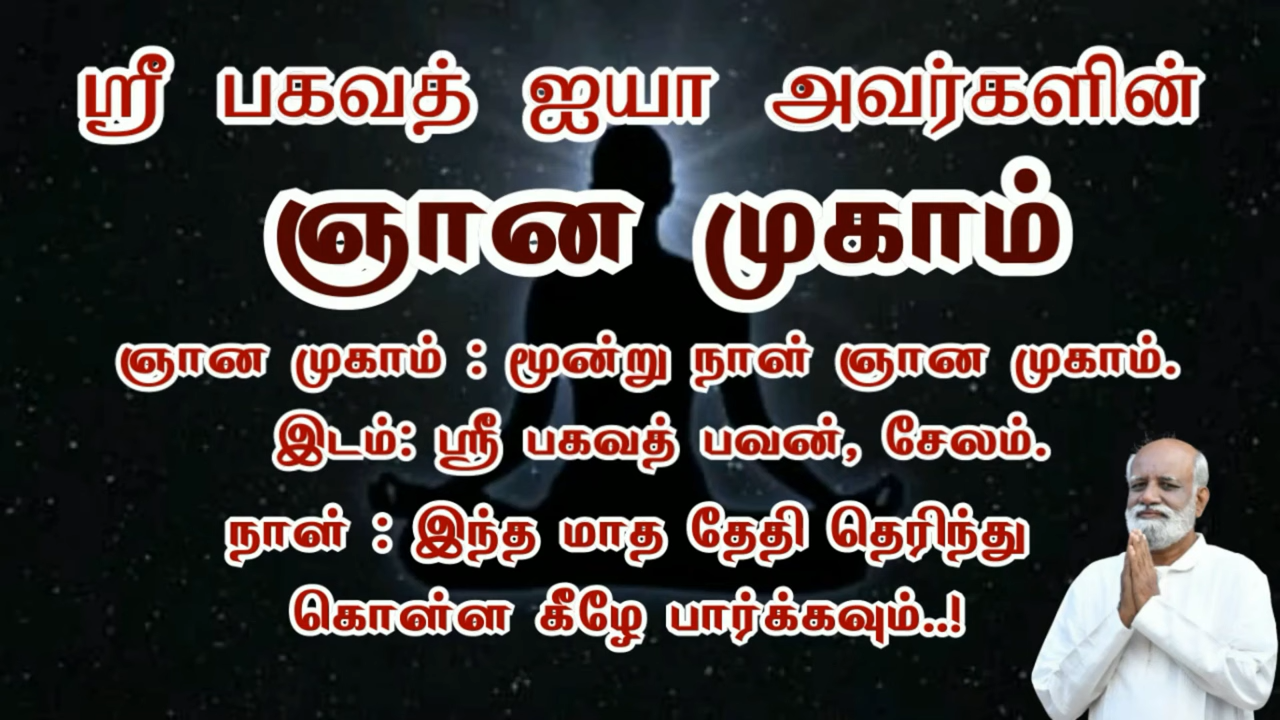 ஸ்ரீ பகவத் ஐயா அவர்களின்
ஞான முகாம்
ஞான முகாம் : மூன்று நாள் ஞான முகாம்.
இடம்: ஸ்ரீ பகவத் பவன், சேலம்.
நாள் : இந்த மாத தேதி தெரிந்து
கொள்ள கீழே பார்க்கவும்..!